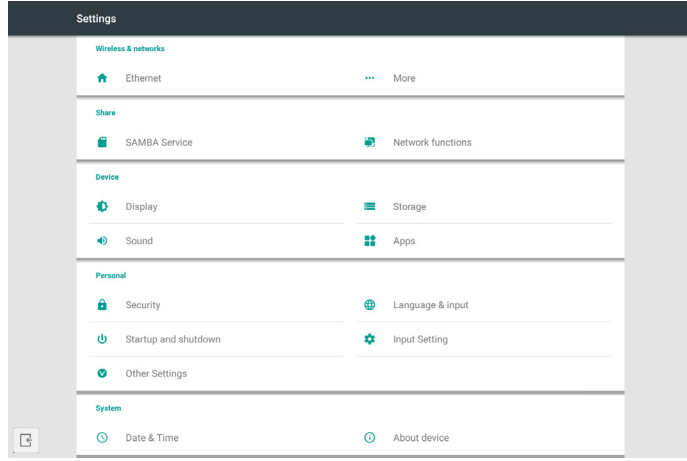 Settings
Wireless & networks
Ethernet
More
Share
SAMBA Service
Network functions
Device
Display
Storage
Sound
Apps
Personal
Security
Language & input
Startup and shutdown
Input Setting
Other Settings
System
Date & Time
About device